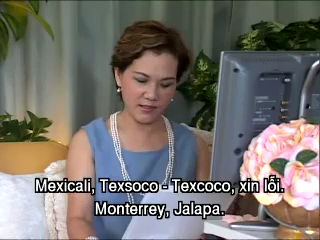 Mexicali, Texsoco - Texcoco, xin lỗi.
Monterrey, Jalapa.